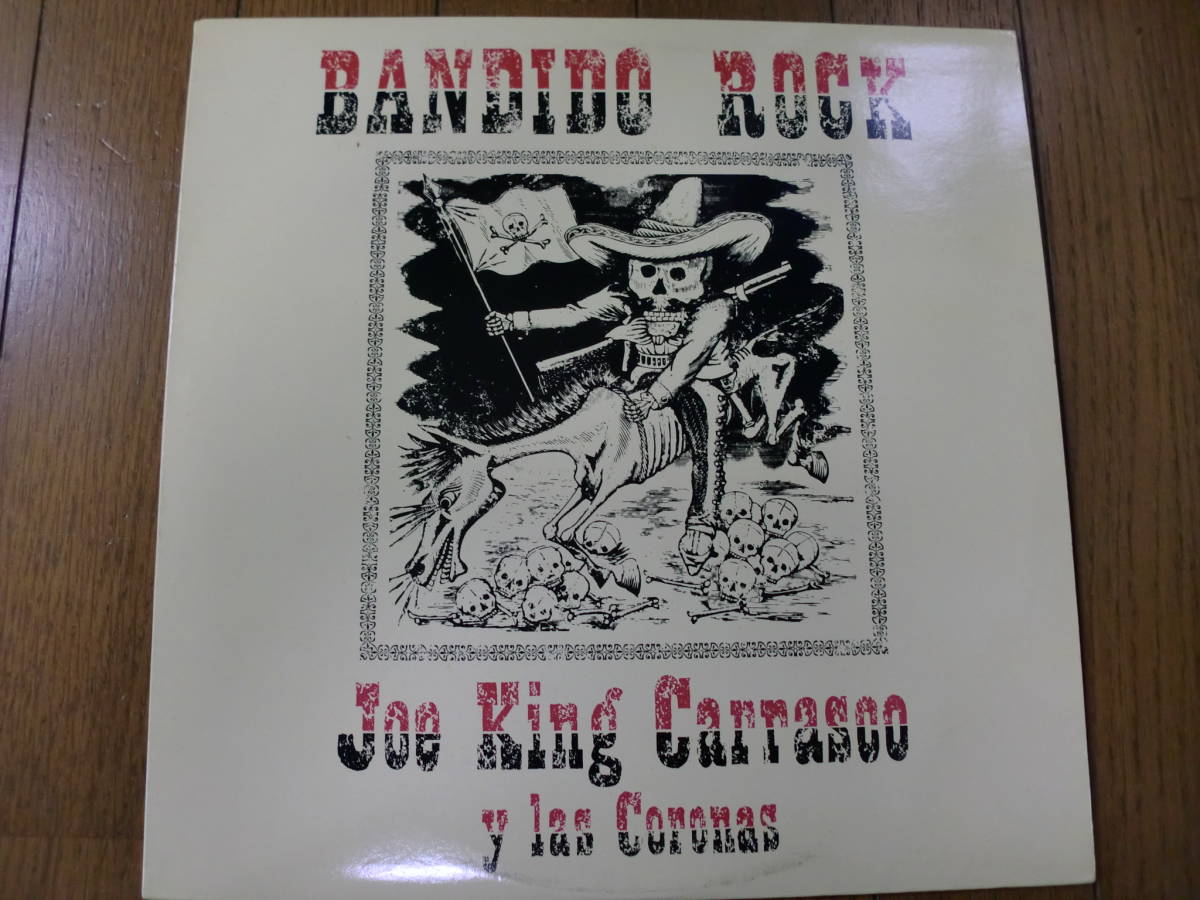 BANDIDO ROCK
Joe King Carrasco
y las Coronas